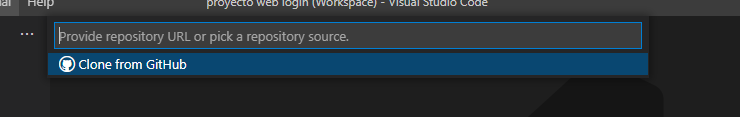 Help
proyecto web login (Workspace) - Visual Studio Code
Provide repository URL or pick a repository source.
Clone from GitHub